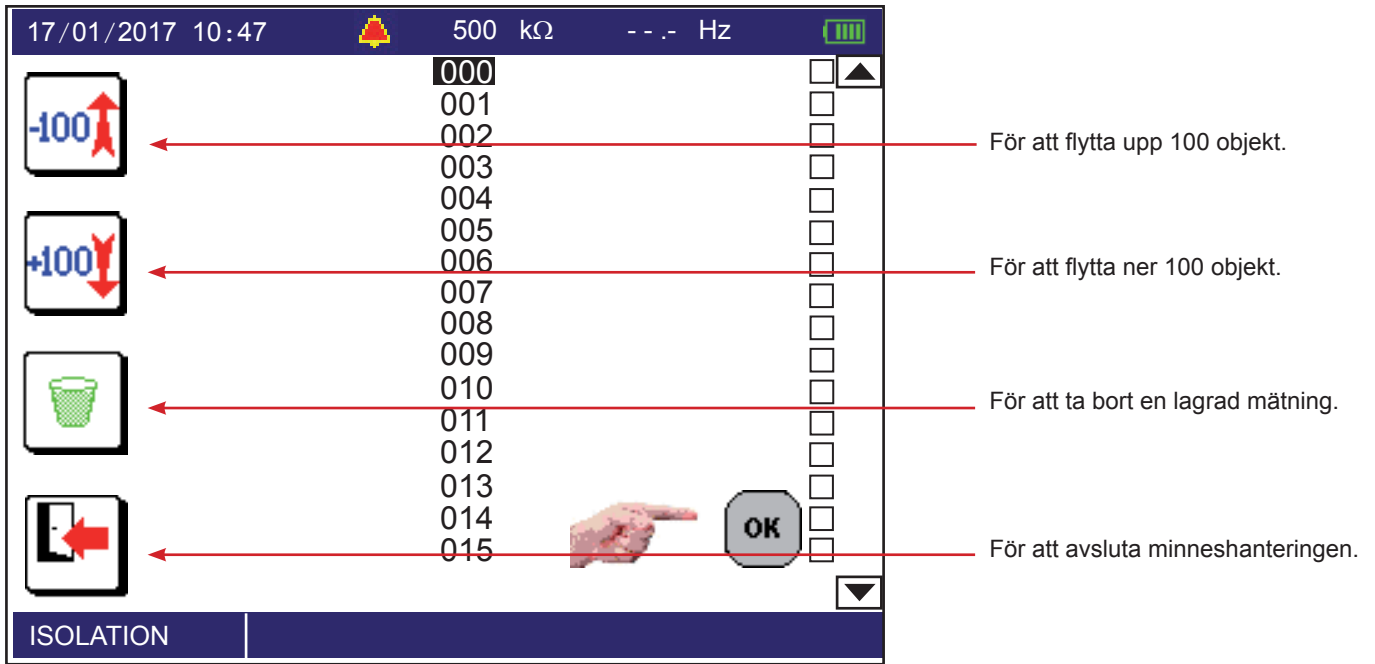 17/01/2017 10:47 500 kΩ - - .- Hz
-100
000
001
002
003
004
005
006
007
008
009
010
011
012
013
014
015
+100
OK
ISOLATION
För att flytta upp 100 objekt.
För att flytta ner 100 objekt.
För att ta bort en lagrad mätning.
För att avsluta minneshanteringen.